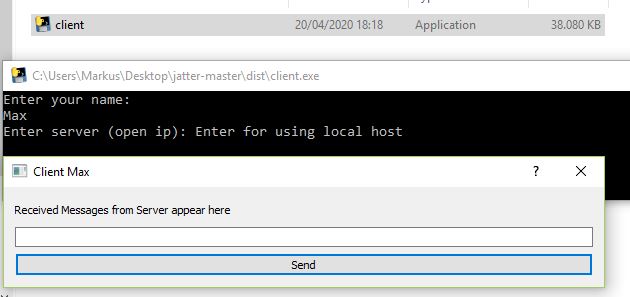 client 20/04/2020 18:18 Application 38.080 KB
C:\Users\Markus\Desktop\jatter-master\dist\client.exe
Enter your name:
Max
Enter server (open ip): Enter for using local host
Client Max ?
Received Messages from Server appear here
Send